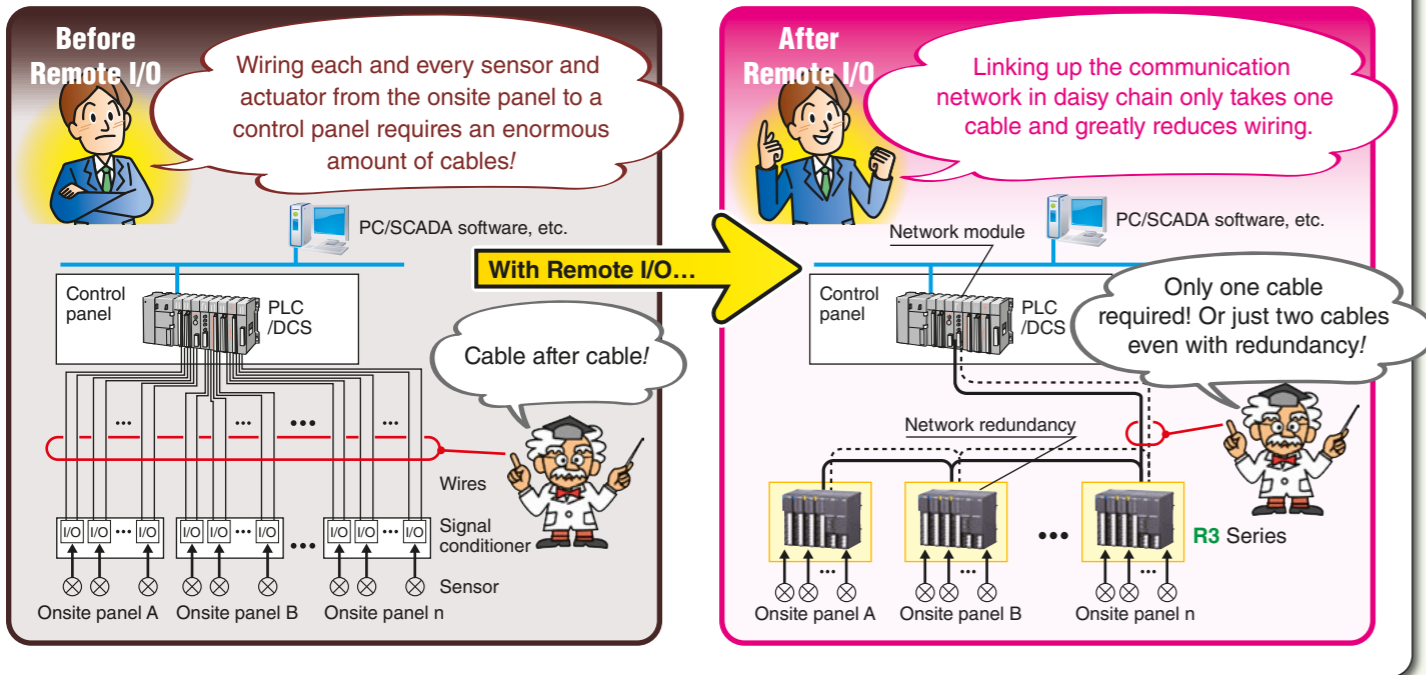 Before
Remote I/O
Wiring each and every sensor and
actuator from the onsite panel to a
control panel requires an enormous
amount of cables!
PC/SCADA software, etc.
Control
panel
PLC
/DCS
Cable after cable!
... ... ... ...
Wires
I/O I/O ... I/O I/O I/O ... I/O ... I/O I/O ... I/O
Signal
conditioner
Sensor
Onsite panel A Onsite panel B Onsite panel n
With Remote I/O...
After
Remote I/O
Linking up the communication
network in daisy chain only takes one
cable and greatly reduces wiring.
Network module
PC/SCADA software, etc.
Control
panel
PLC
/DCS
Only one cable
required! Or just two cables
even with redundancy!
Network redundancy
...
R3 Series
... ... ...
Onsite panel A Onsite panel B Onsite panel n